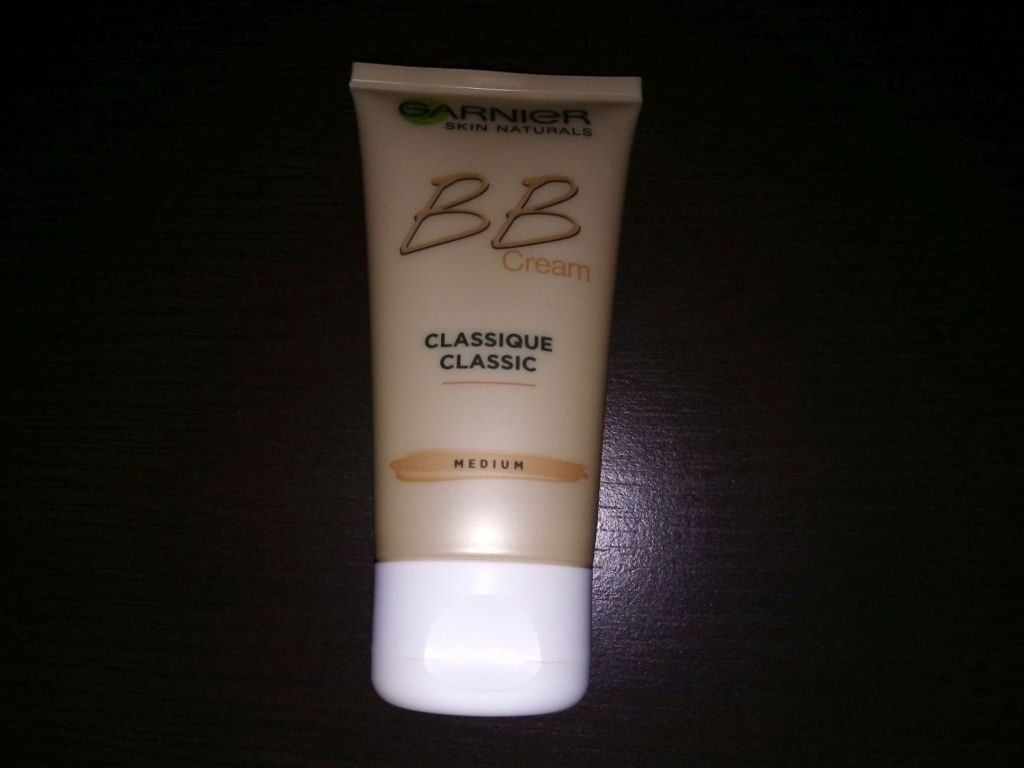 GARNIER
SKIN NATURALS
BB
Cream
CLASSIQUE
CLASSIC
MEDIUM